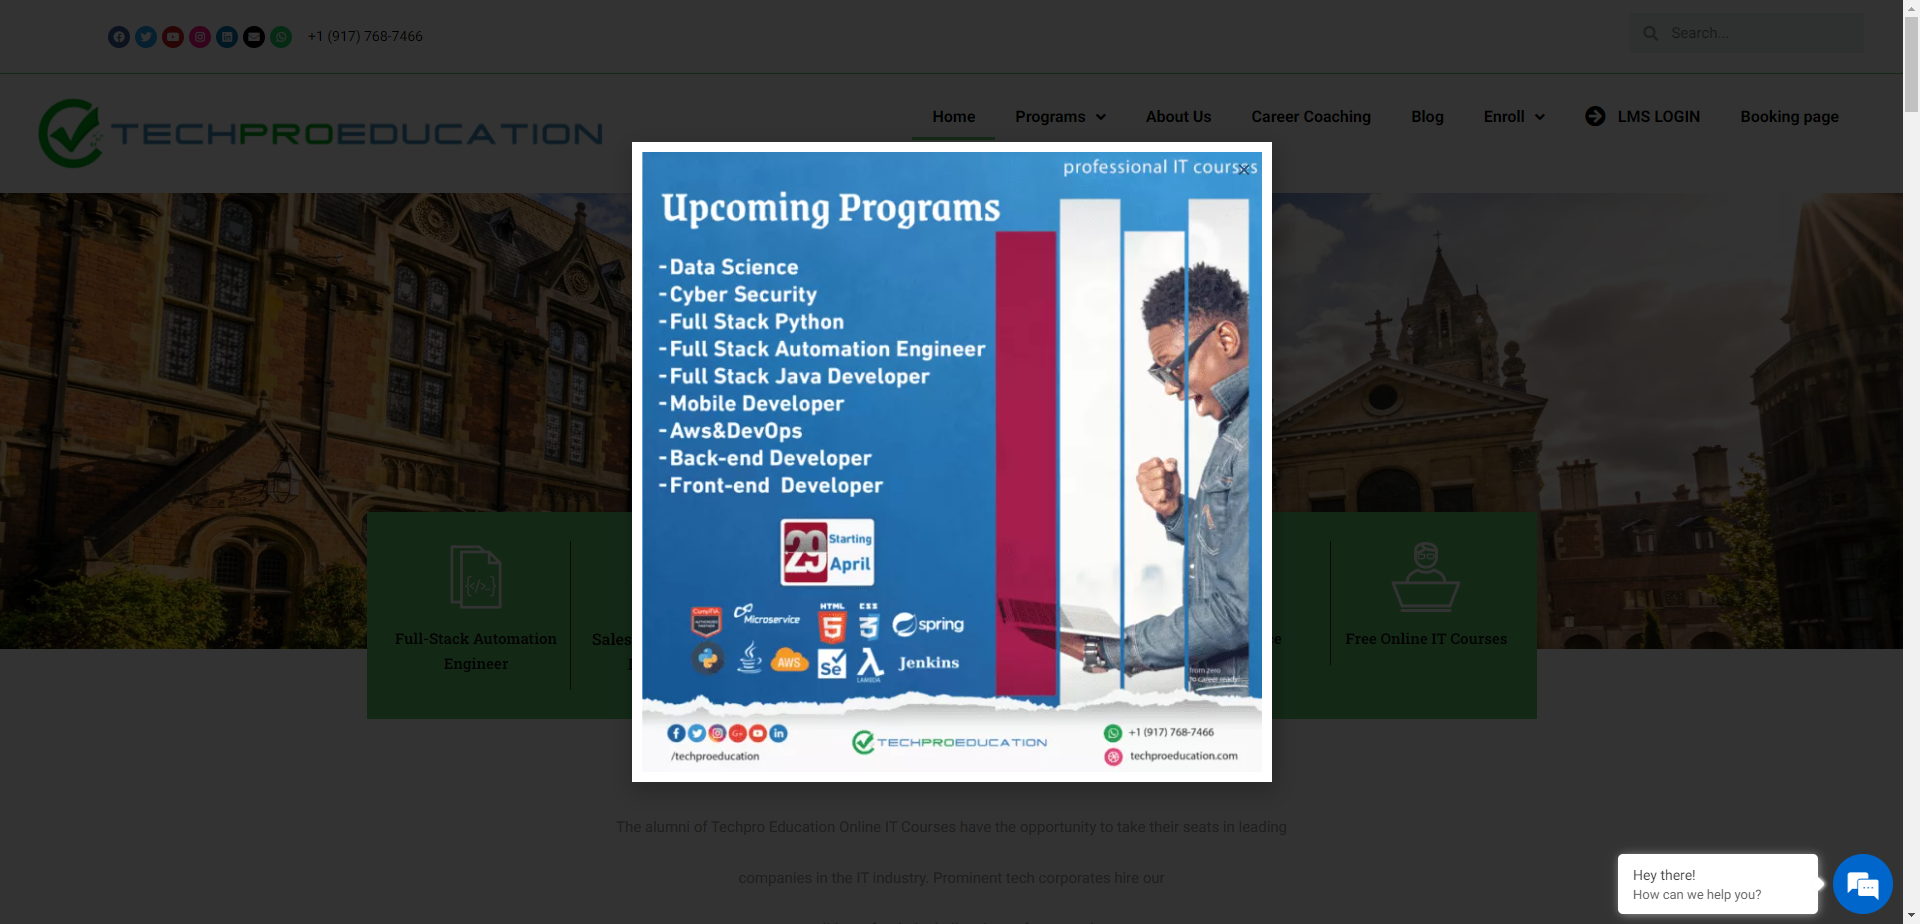 +1 (917) 768-7466
Search...
TECHPROEDUCATION
Home
Programs
About Us
Career Coaching
Blog
Enroll
LMS LOGIN
Booking page
professional IT courses
Upcoming Programs
-Data Science
-Cyber Security
-Full Stack Python
-Full Stack Automation Engineer
-Full Stack Java Developer
-Mobile Developer
-Aws&DevOps
-Back-end Developer
-Front-end Developer
29 Starting
April
CompTIA
AUTHORIZED
PARTNER
Microservice
HTML
5
CSS
3
spring
Java
AWS
Se
LAMBDA
Jenkins
from zero
to career ready!
/techproeducation
TECHPROEDUCATION
+1 (917) 768-7466
techproeducation.com
Full-Stack Automation
Engineer
Sales
Free Online IT Courses
The alumni of Techpro Education Online IT Courses have the opportunity to take their seats in leading
companies in the IT industry. Prominent tech corporates hire our
Hey there!
How can we help you?